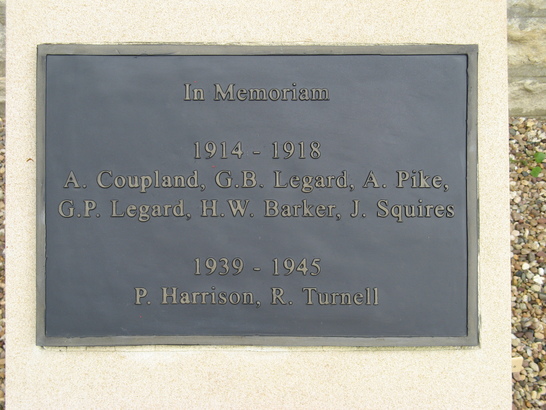 In Memoriam
1914 - 1918
A. Coupland, G.B. Legard, A. Pike,
G.P. Legard, H.W. Barker, J. Squires
1939 - 1945
P. Harrison, R. Turnell